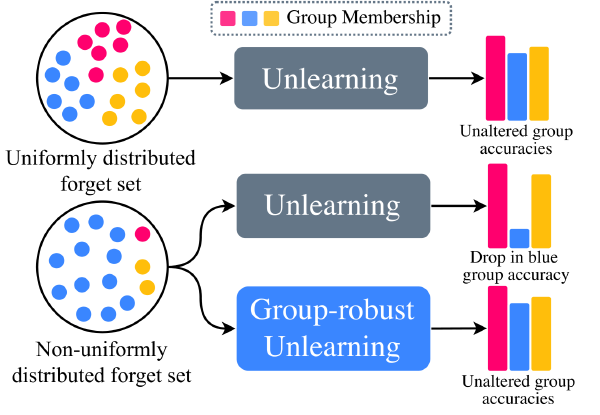 Group Membership
Unlearning
Unaltered group
accuracies
Uniformly distributed
forget set
Unlearning
Drop in blue
group accuracy
Group-robust
Unlearning
Non-uniformly
distributed forget set
Unaltered group
accuracies